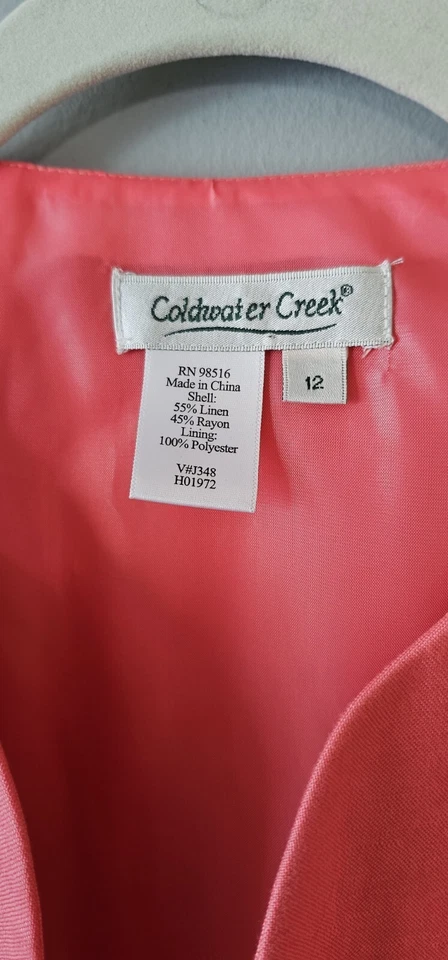 Coldwater Creek®
12
RN 98516
Made in China
Shell:
55% Linen
45% Rayon
Lining:
100% Polyester
V#J348
H01972